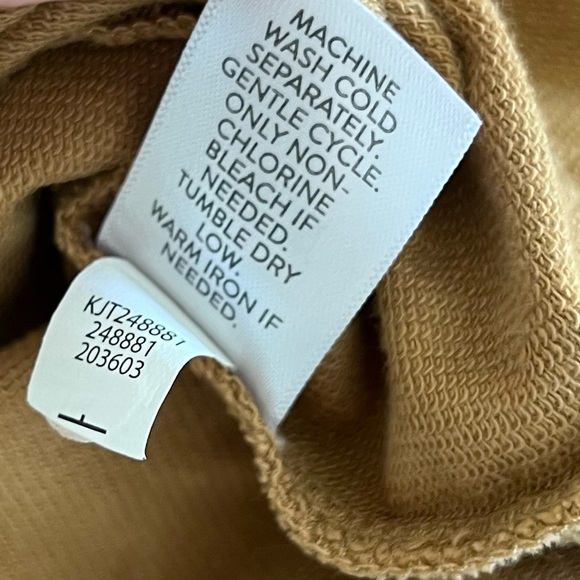 MACHINE
WASH COLD
SEPARATELY.
GENTLE CYCLE.
ONLY NON-
CHLORINE
BLEACH IF
NEEDED.
TUMBLE DRY
LOW.
WARM IRON IF
NEEDED.
KJT248881
248881
203603